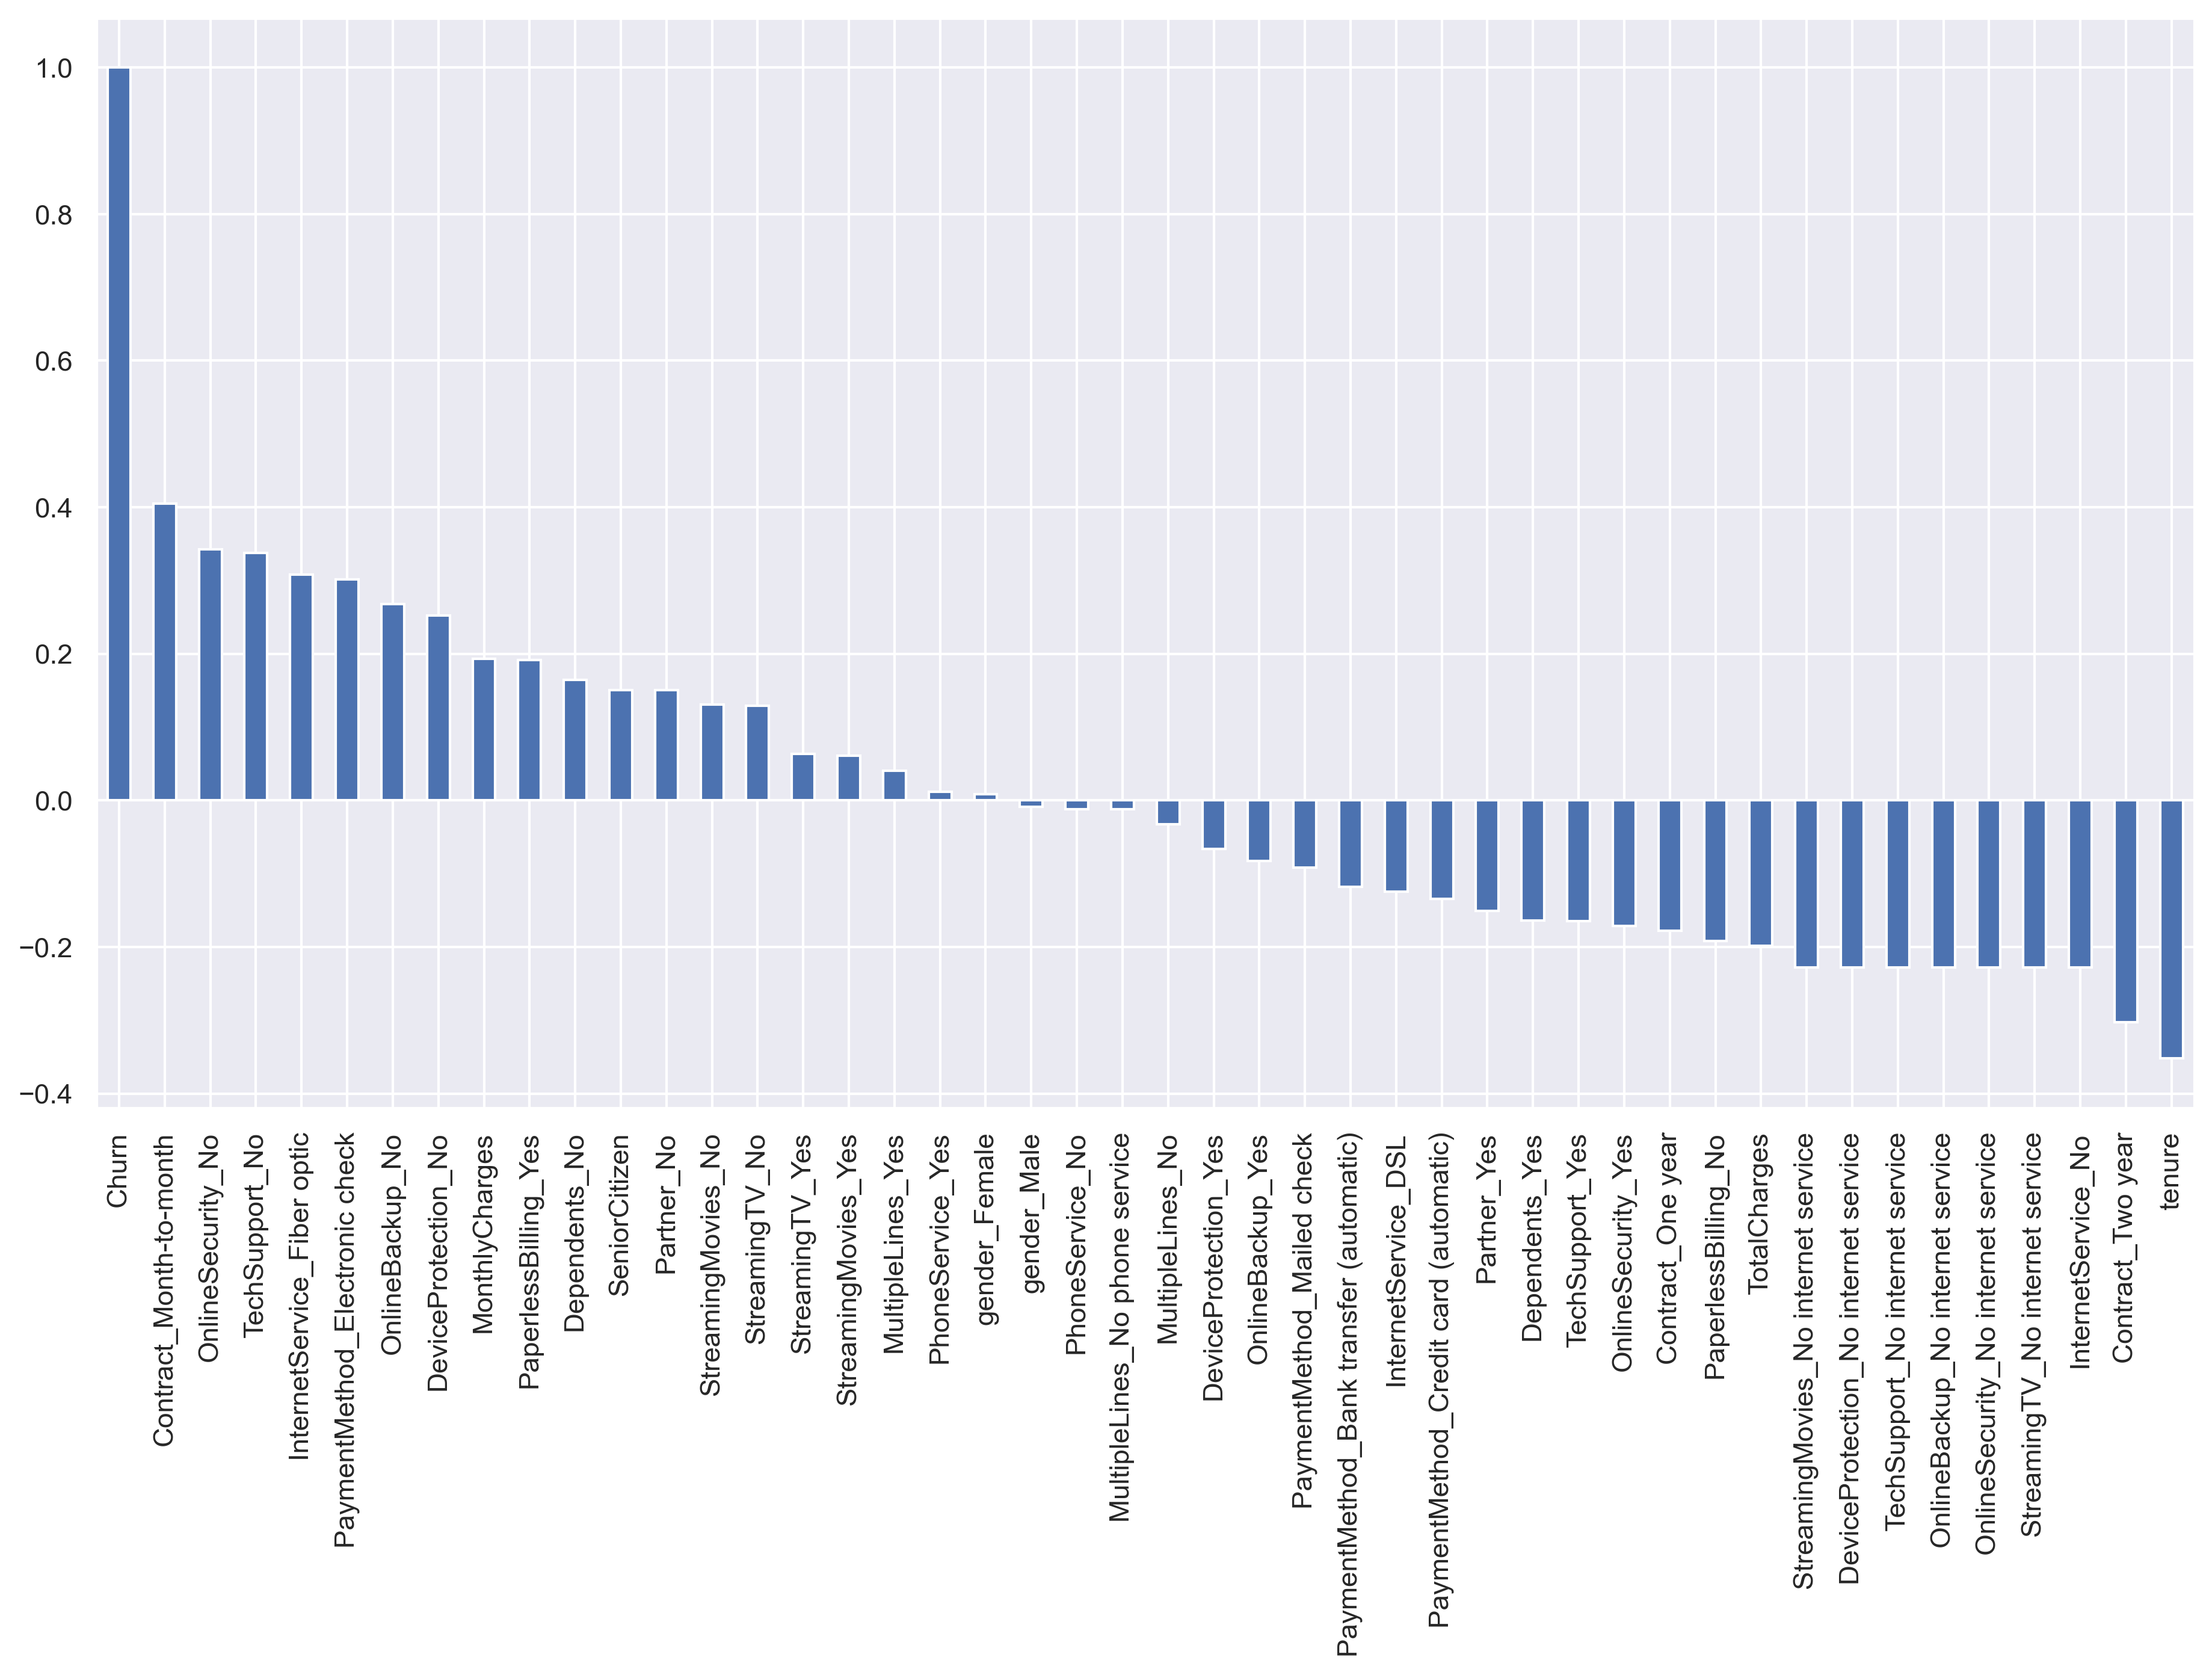 1.0
0.8
0.6
0.4
0.2
0.0
−0.2
−0.4
Churn
Contract_Month-to-month
OnlineSecurity_No
TechSupport_No
InternetService_Fiber optic
PaymentMethod_Electronic check
OnlineBackup_No
DeviceProtection_No
MonthlyCharges
PaperlessBilling_Yes
Dependents_No
SeniorCitizen
Partner_No
StreamingMovies_No
StreamingTV_No
StreamingTV_Yes
StreamingMovies_Yes
MultipleLines_Yes
PhoneService_Yes
gender_Female
gender_Male
PhoneService_No
MultipleLines_No phone service
MultipleLines_No
DeviceProtection_Yes
OnlineBackup_Yes
PaymentMethod_Mailed check
PaymentMethod_Bank transfer (automatic)
InternetService_DSL
PaymentMethod_Credit card (automatic)
Partner_Yes
Dependents_Yes
TechSupport_Yes
OnlineSecurity_Yes
Contract_One year
PaperlessBilling_No
TotalCharges
StreamingMovies_No internet service
DeviceProtection_No internet service
TechSupport_No internet service
OnlineBackup_No internet service
OnlineSecurity_No internet service
StreamingTV_No internet service
InternetService_No
Contract_Two year
tenure